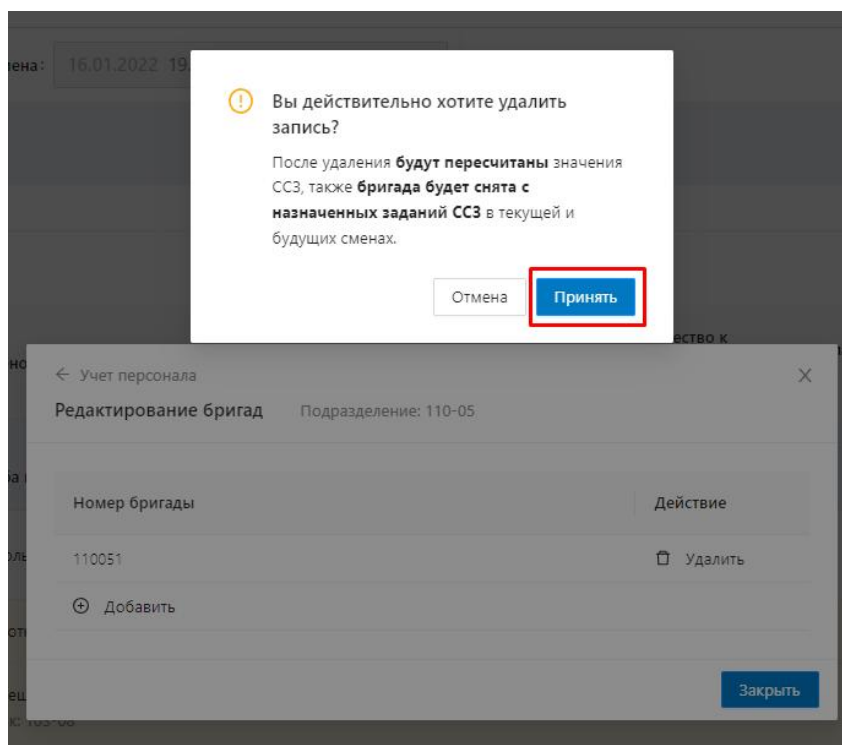 16.01.2022 19.
Вы действительно хотите удалить
запись?
После удаления будут пересчитаны значения
ССЗ, также бригада будет снята с
назначенных заданий ССЗ в текущей и
будущих сменах.
Отмена Принять
← Учет персонала
Редактирование бригад Подразделение: 110-05
Номер бригады Действие
110051 Удалить
Добавить
Закрыть